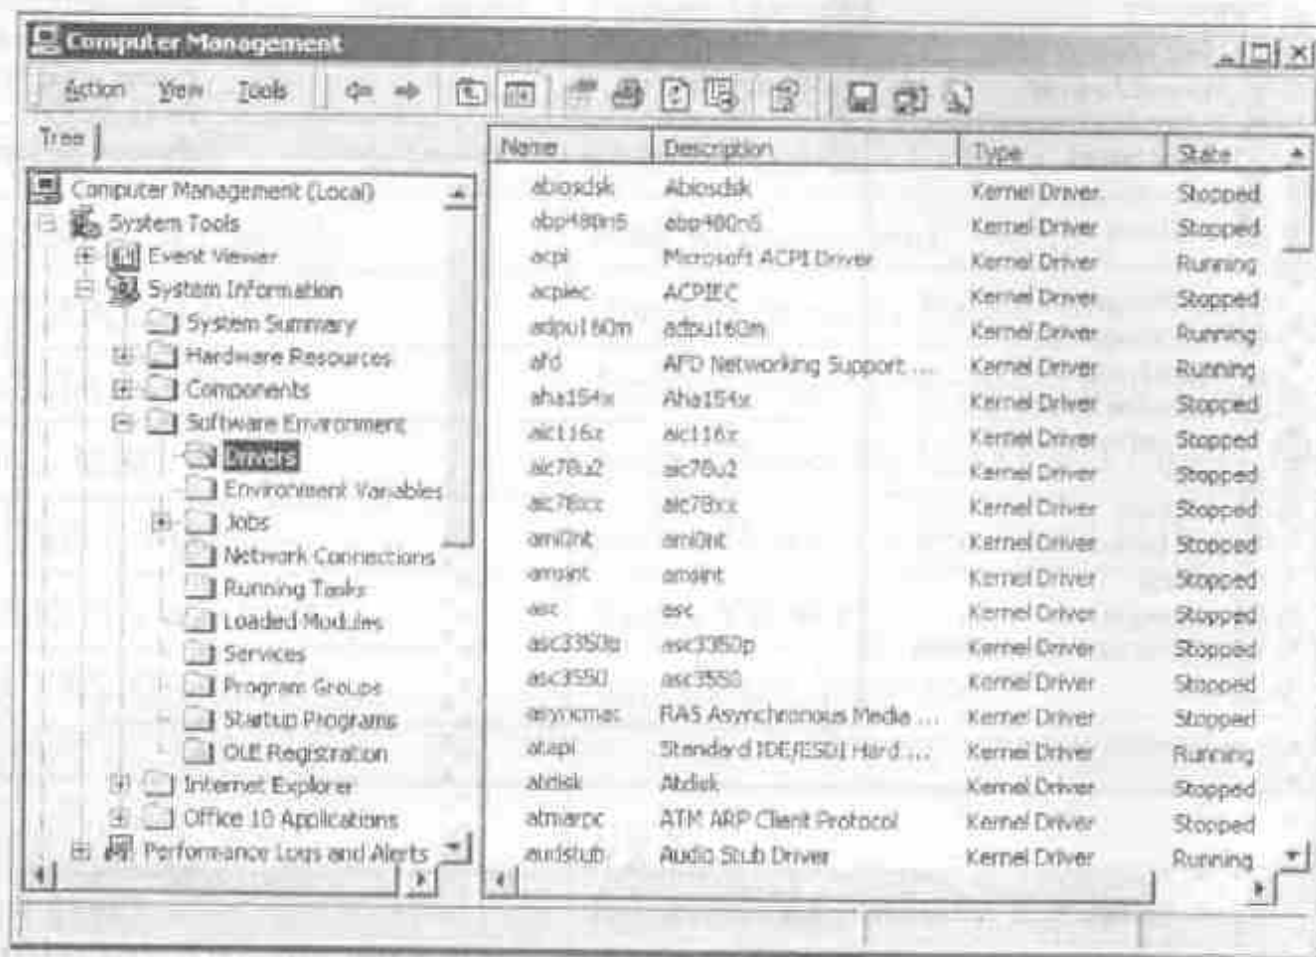 Computer Management
Action View Tools
Tree
Computer Management (Local)
System Tools
Event Viewer
System Information
System Summary
Hardware Resources
Components
Software Environment
Drivers
Environment Variables
Jobs
Network Connections
Running Tasks
Loaded Modules
Services
Program Groups
Startup Programs
OLE Registration
Internet Explorer
Office 10 Applications
Performance Logs and Alerts
Name Description Type State
abiosdsk Abiosdsk Kernel Driver Stopped
abp480n5 abp480n5 Kernel Driver Stopped
acpi Microsoft ACPI Driver Kernel Driver Running
acpiec ACPIEC Kernel Driver Stopped
adpu160m adpu160m Kernel Driver Running
afd AFD Networking Support ... Kernel Driver Running
aha154x Aha154x Kernel Driver Stopped
aic116x aic116x Kernel Driver Stopped
aic78u2 aic78u2 Kernel Driver Stopped
aic78xx aic78xx Kernel Driver Stopped
ami0nt ami0nt Kernel Driver Stopped
amsint amsint Kernel Driver Stopped
asc asc Kernel Driver Stopped
asc3350p asc3350p Kernel Driver Stopped
asc3550 asc3550 Kernel Driver Stopped
asyncmac RAS Asynchronous Media ... Kernel Driver Stopped
atapi Standard IDE/ESDI Hard ... Kernel Driver Running
atdisk Atdisk Kernel Driver Stopped
atmarpc ATM ARP Client Protocol Kernel Driver Stopped
audstub Audio Stub Driver Kernel Driver Running